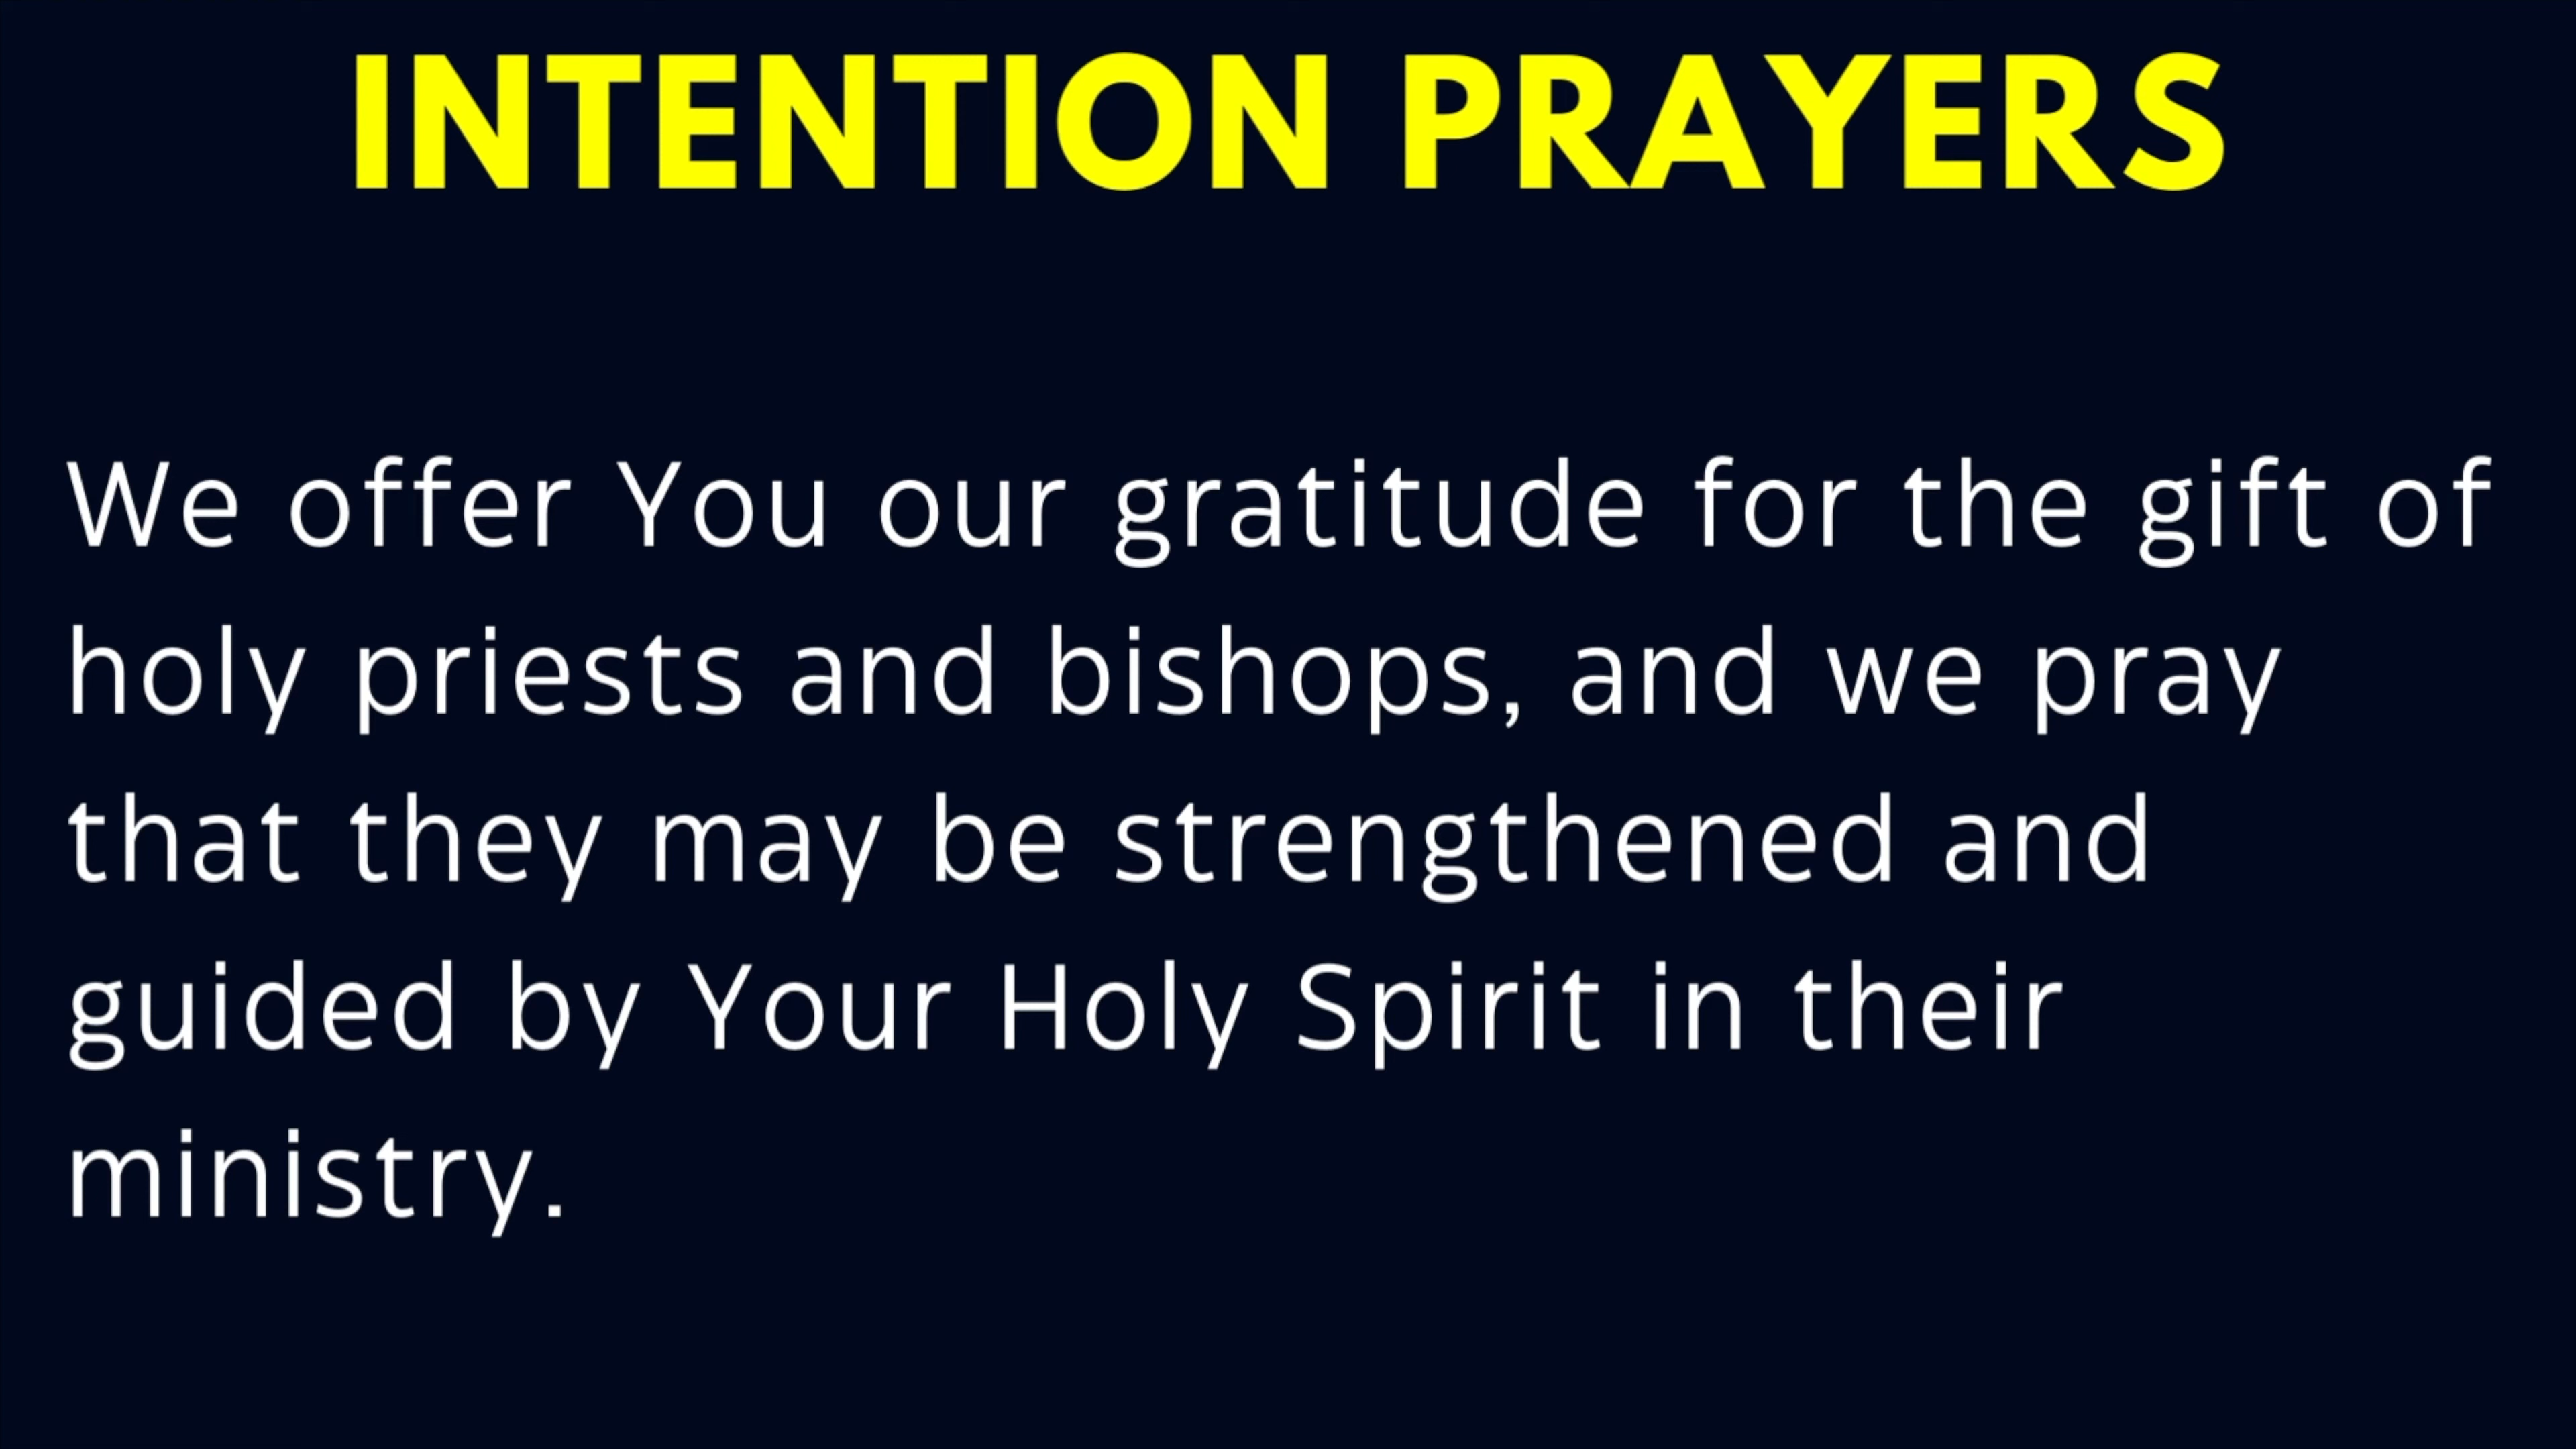 INTENTION PRAYERS
We offer You our gratitude for the gift of
holy priests and bishops, and we pray
that they may be strengthened and
guided by Your Holy Spirit in their
ministry.